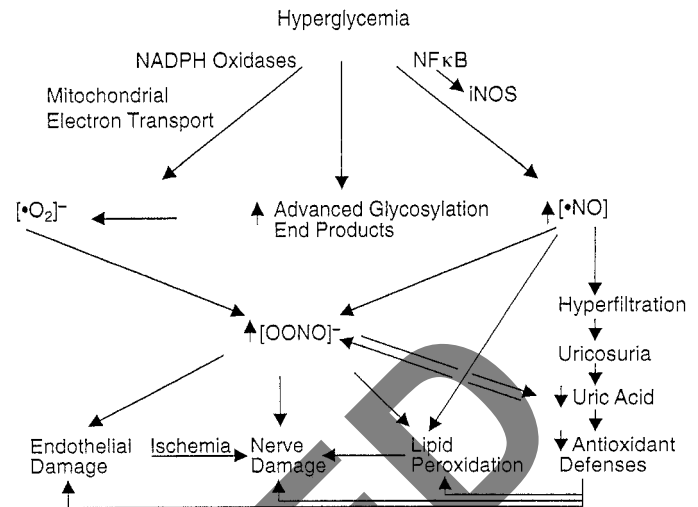 Hyperglycemia
NADPH Oxidases
NFκB
iNOS
Mitochondrial
Electron Transport
[•O₂]⁻
Advanced Glycosylation
End Products
[•NO]
Hyperfiltration
[OONO]⁻
Uricosuria
Uric Acid
Endothelial
Damage
Ischemia
Nerve
Damage
Lipid
Peroxidation
Antioxidant
Defenses